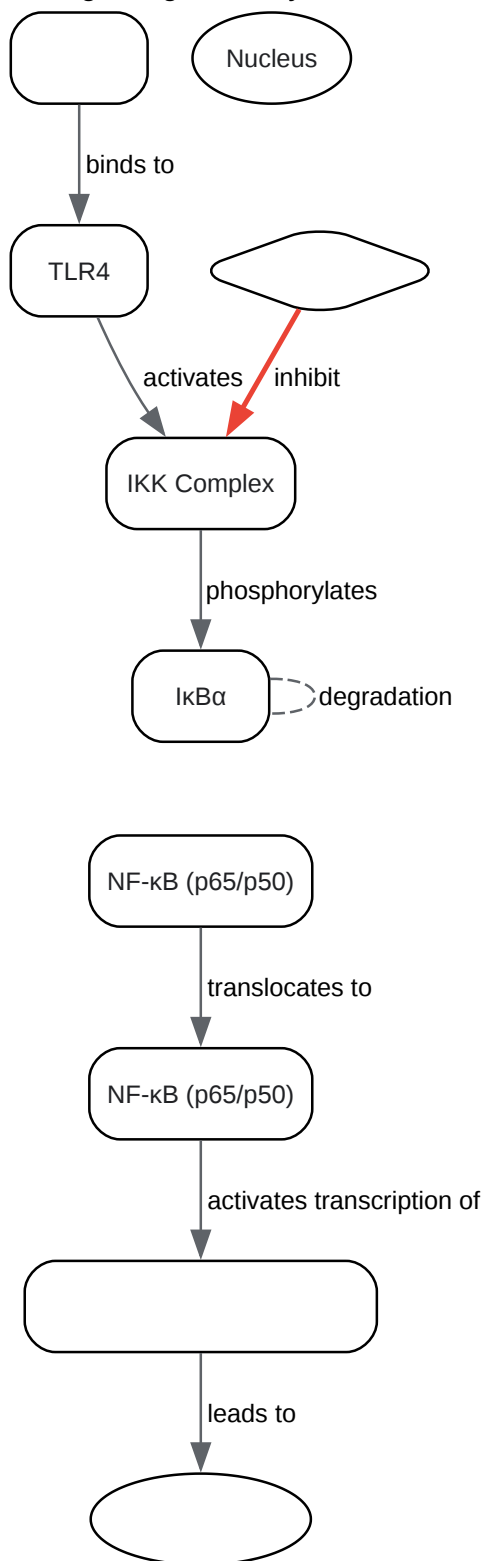 Nucleus
binds to
TLR4
activates
inhibit
IKK Complex
phosphorylates
IκBα
degradation
NF-κB (p65/p50)
translocates to
NF-κB (p65/p50)
activates transcription of
leads to